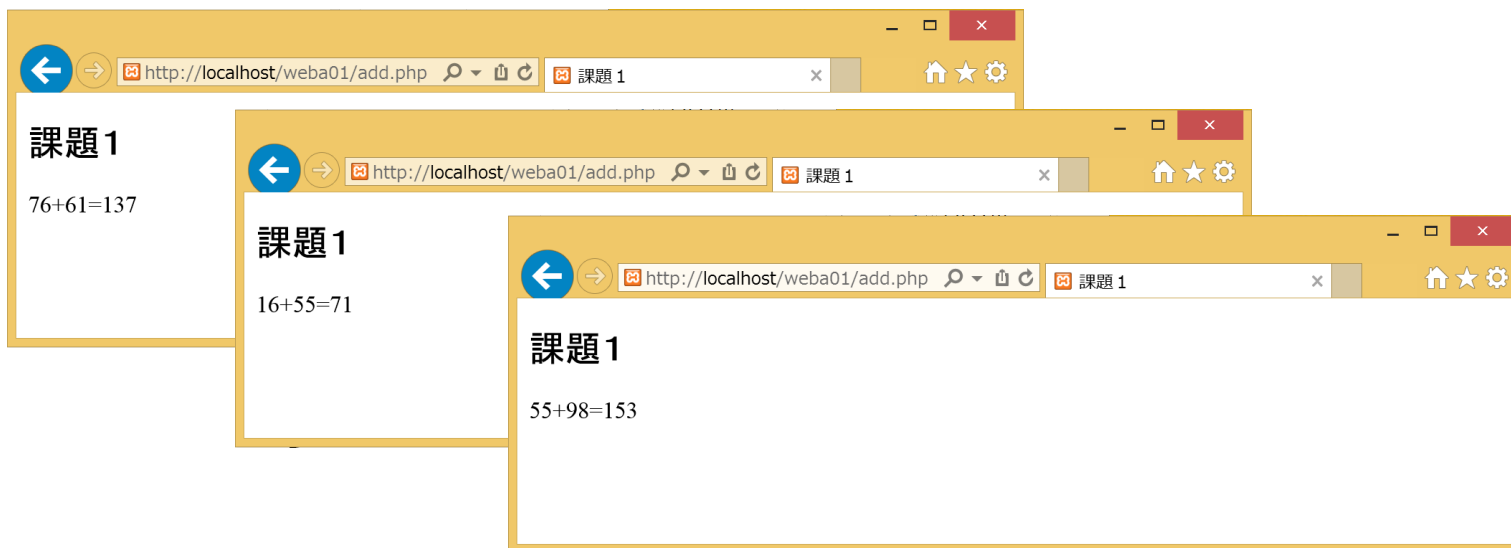 http://localhost/weba01/add.php
課題 1
課題1
76+61=137
http://localhost/weba01/add.php
課題 1
課題1
16+55=71
http://localhost/weba01/add.php
課題 1
課題1
55+98=153